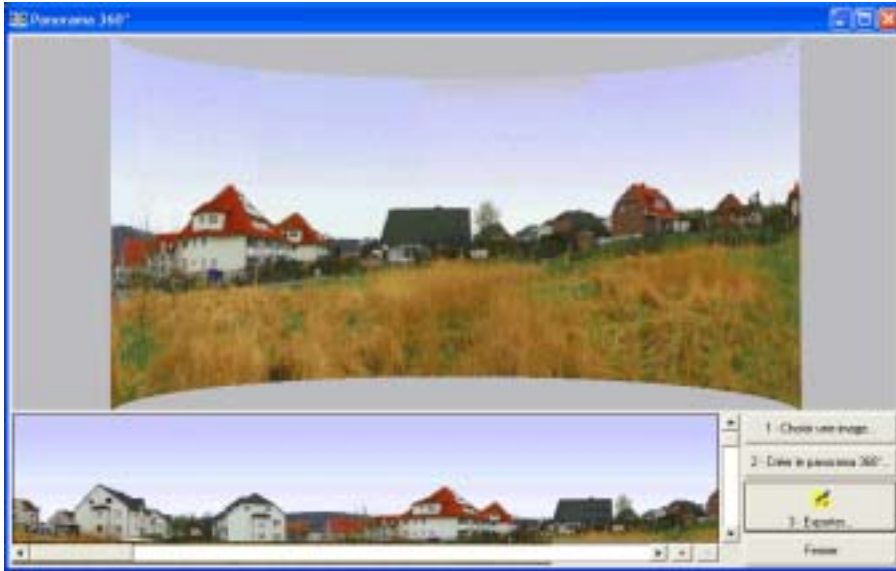 Panorama 360°
1 - Choisir une image...
2 - Créer le panorama 360°...
3 - Exporter...
Fermer